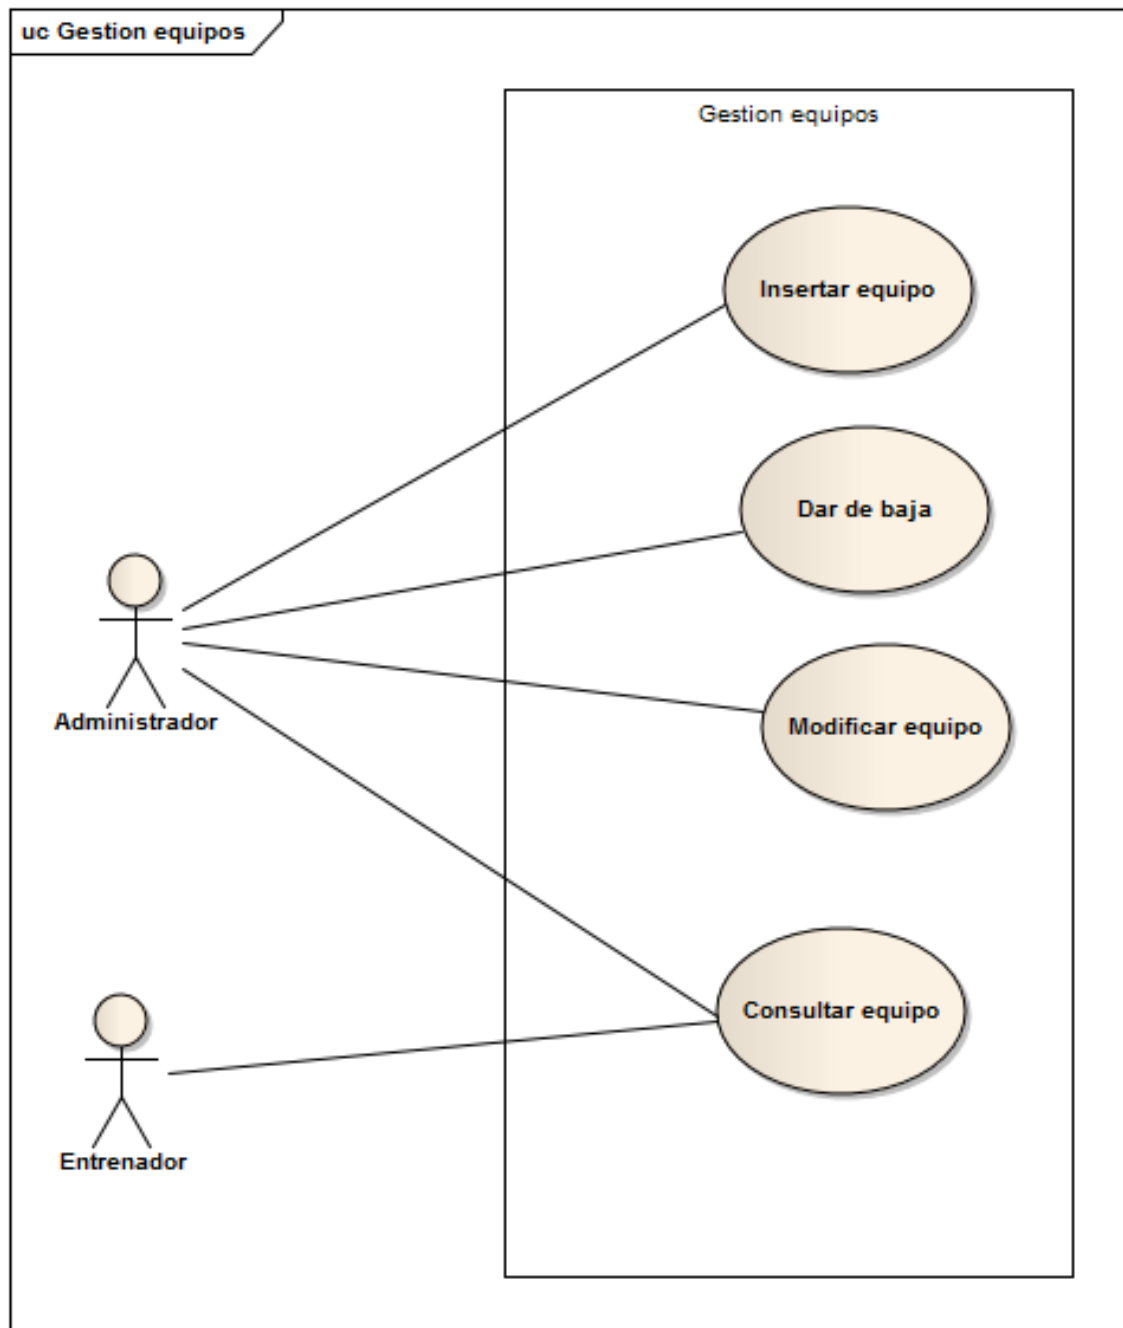 uc Gestion equipos
Gestion equipos
Insertar equipo
Dar de baja
Administrador
Modificar equipo
Consultar equipo
Entrenador